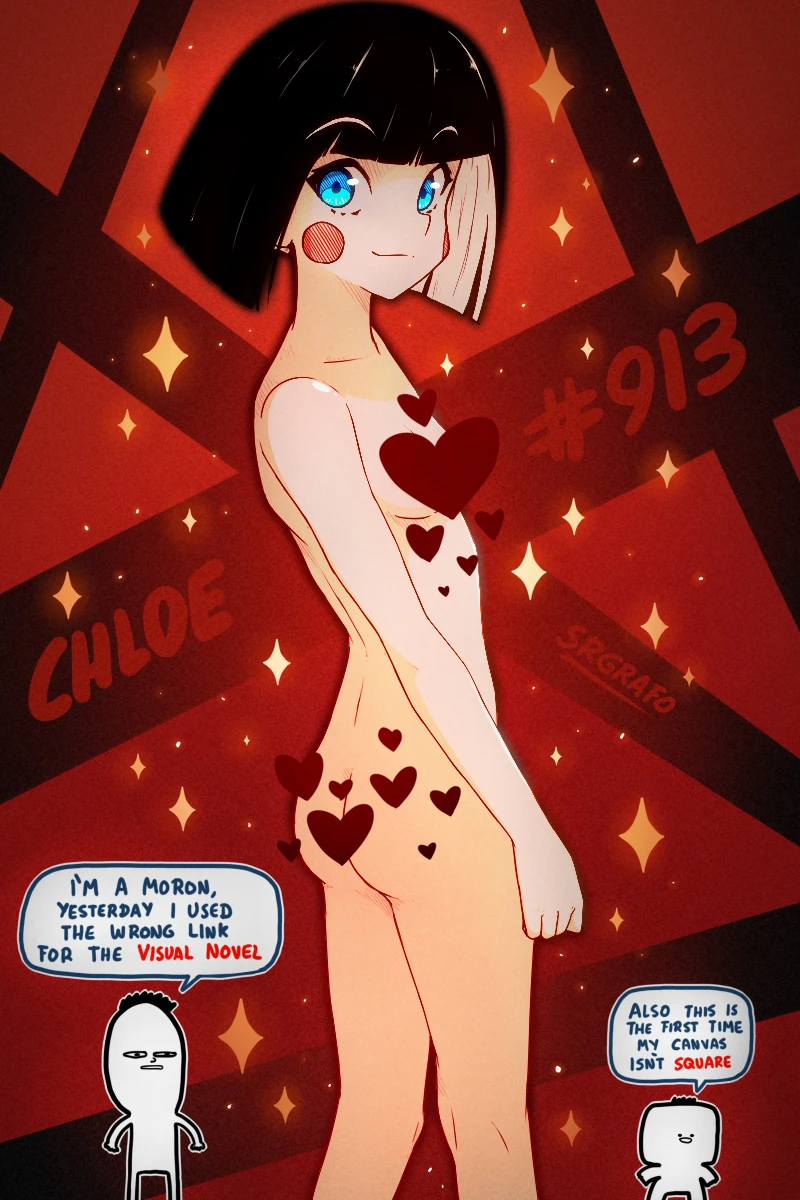 #913
CHLOE
SRGRAFO
I'M A MORON,
YESTERDAY I USED
THE WRONG LINK
FOR THE VISUAL NOVEL
ALSO THIS IS
THE FIRST TIME
MY CANVAS
ISN'T SQUARE